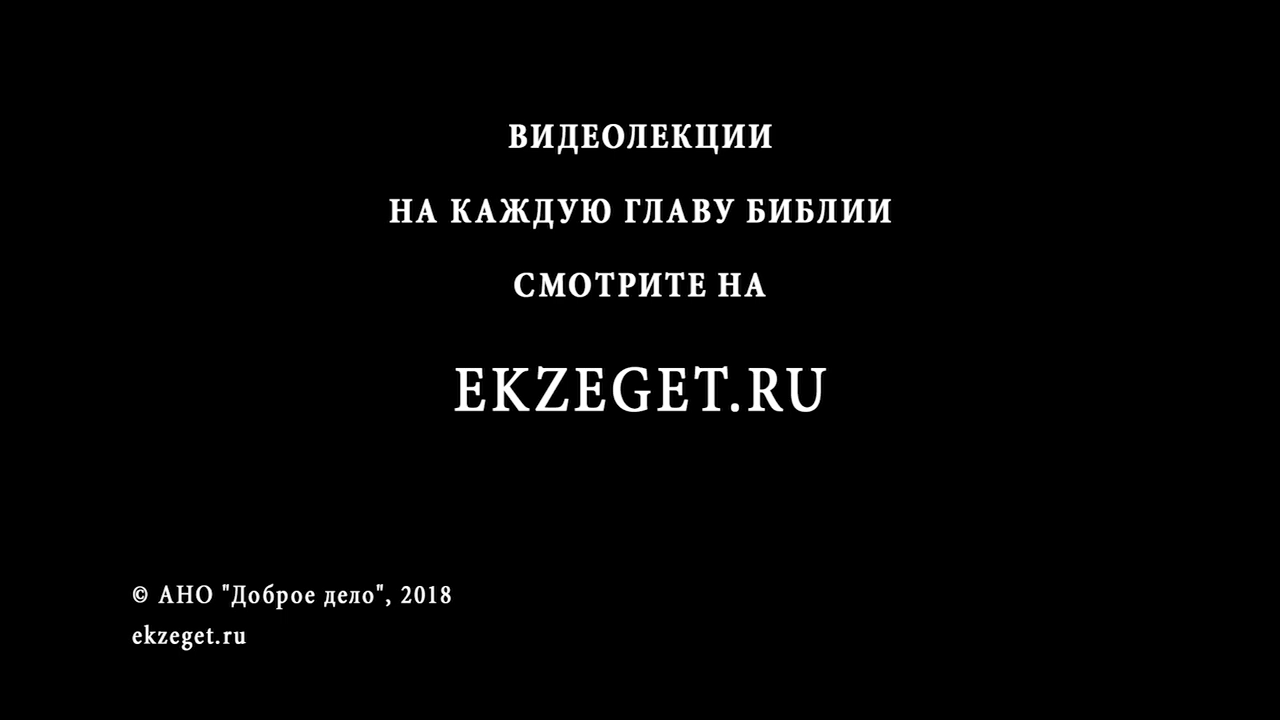 ВИДЕОЛЕКЦИИ
НА КАЖДУЮ ГЛАВУ БИБЛИИ
СМОТРИТЕ НА
EKZEGET.RU
© АНО "Доброе дело", 2018
ekzeget.ru